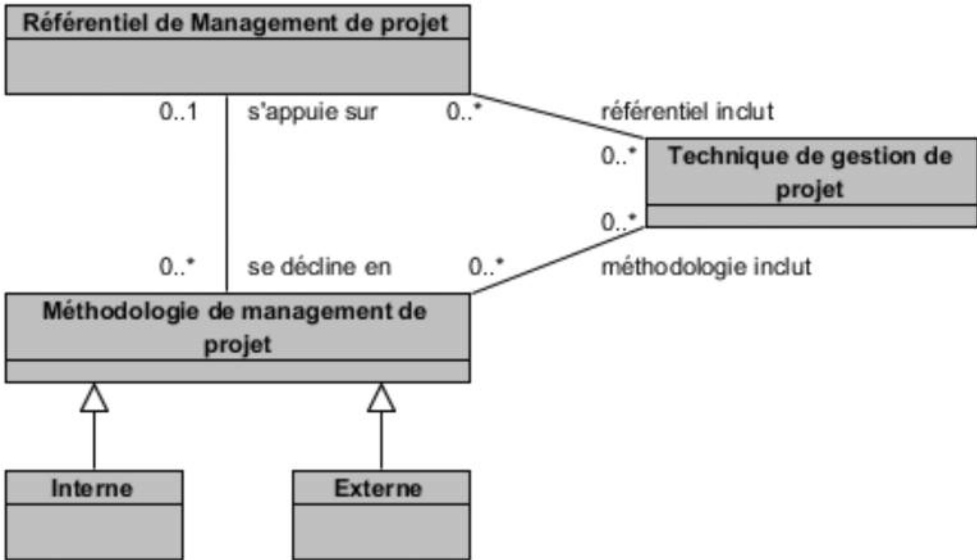 Référentiel de Management de projet
0..1 s'appuie sur 0..* référentiel inclut
0..* Technique de gestion de
projet
0..*
0..* se décline en 0..* méthodologie inclut
Méthodologie de management de
projet
Interne
Externe